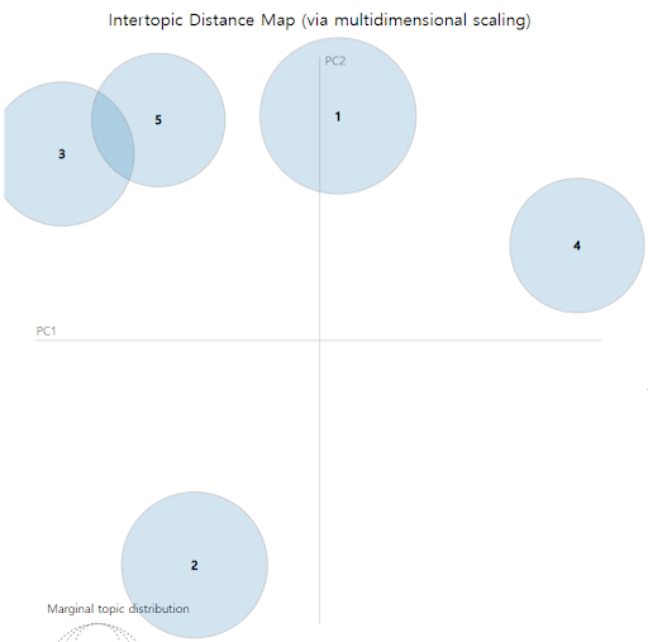 Intertopic Distance Map (via multidimensional scaling)
PC2
5
1
3
4
PC1
2
Marginal topic distribution